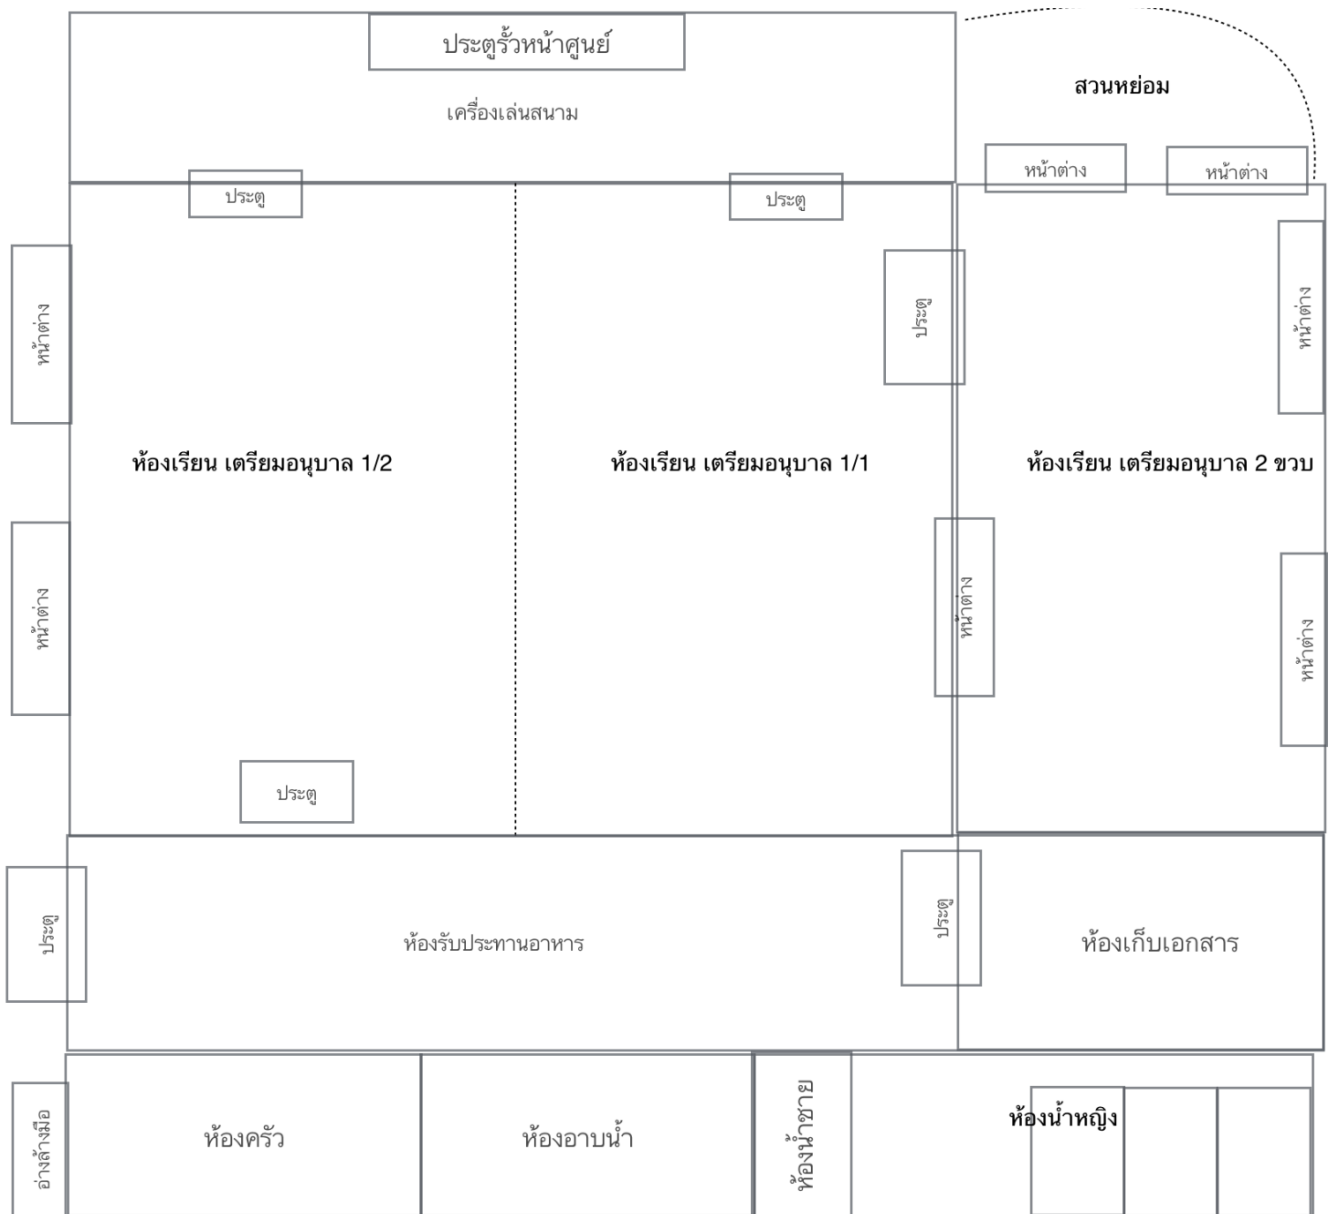 ประตูรั้วหน้าศูนย์
สวนหย่อม
เครื่องเล่นสนาม
หน้าต่าง
หน้าต่าง
ประตู
ประตู
หน้าต่าง
ประตู
หน้าต่าง
ห้องเรียน เตรียมอนุบาล 1/2
ห้องเรียน เตรียมอนุบาล 1/1
ห้องเรียน เตรียมอนุบาล 2 ขวบ
หน้าต่าง
หน้าต่าง
หน้าต่าง
ประตู
ประตู
ห้องรับประทานอาหาร
ประตู
ห้องเก็บเอกสาร
อ่างล้างมือ
ห้องครัว
ห้องอาบน้ำ
ห้องน้ำชาย
ห้องน้ำหญิง